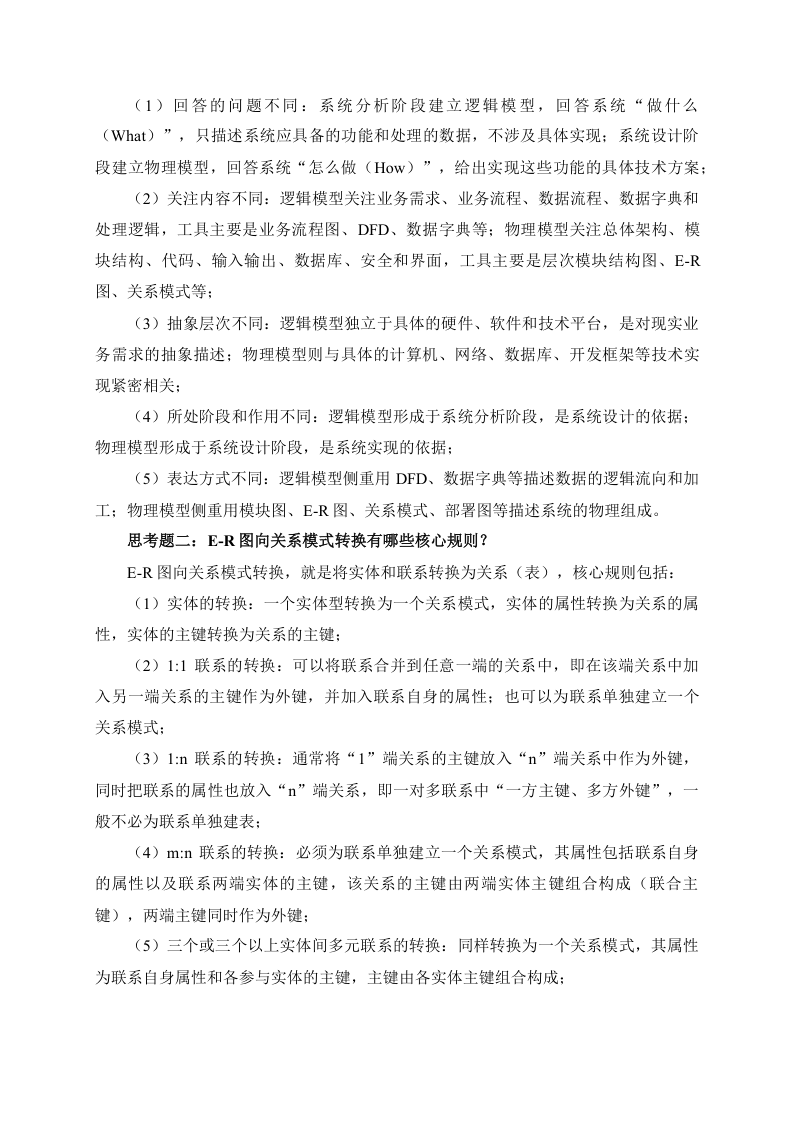 （1）回答的问题不同：系统分析阶段建立逻辑模型，回答系统“做什么
（What）”，只描述系统应具备的功能和处理的数据，不涉及具体实现；系统设计阶
段建立物理模型，回答系统“怎么做（How）”，给出实现这些功能的具体技术方案；
（2）关注内容不同：逻辑模型关注业务需求、业务流程、数据流程、数据字典和
处理逻辑，工具主要是业务流程图、DFD、数据字典等；物理模型关注总体架构、模
块结构、代码、输入输出、数据库、安全和界面，工具主要是层次模块结构图、E-R
图、关系模式等；
（3）抽象层次不同：逻辑模型独立于具体的硬件、软件和技术平台，是对现实业
务需求的抽象描述；物理模型则与具体的计算机、网络、数据库、开发框架等技术实
现紧密相关；
（4）所处阶段和作用不同：逻辑模型形成于系统分析阶段，是系统设计的依据；
物理模型形成于系统设计阶段，是系统实现的依据；
（5）表达方式不同：逻辑模型侧重用 DFD、数据字典等描述数据的逻辑流向和加
工；物理模型侧重用模块图、E-R 图、关系模式、部署图等描述系统的物理组成。
思考题二：E-R 图向关系模式转换有哪些核心规则？
E-R 图向关系模式转换，就是将实体和联系转换为关系（表），核心规则包括：
（1）实体的转换：一个实体型转换为一个关系模式，实体的属性转换为关系的属
性，实体的主键转换为关系的主键；
（2）1:1 联系的转换：可以将联系合并到任意一端的关系中，即在该端关系中加
入另一端关系的主键作为外键，并加入联系自身的属性；也可以为联系单独建立一个
关系模式；
（3）1:n 联系的转换：通常将“1”端关系的主键放入“n”端关系中作为外键，
同时把联系的属性也放入“n”端关系，即一对多联系中“一方主键、多方外键”，一
般不必为联系单独建表；
（4）m:n 联系的转换：必须为联系单独建立一个关系模式，其属性包括联系自身
的属性以及联系两端实体的主键，该关系的主键由两端实体主键组合构成（联合主
键），两端主键同时作为外键；
（5）三个或三个以上实体间多元联系的转换：同样转换为一个关系模式，其属性
为联系自身属性和各参与实体的主键，主键由各实体主键组合构成；